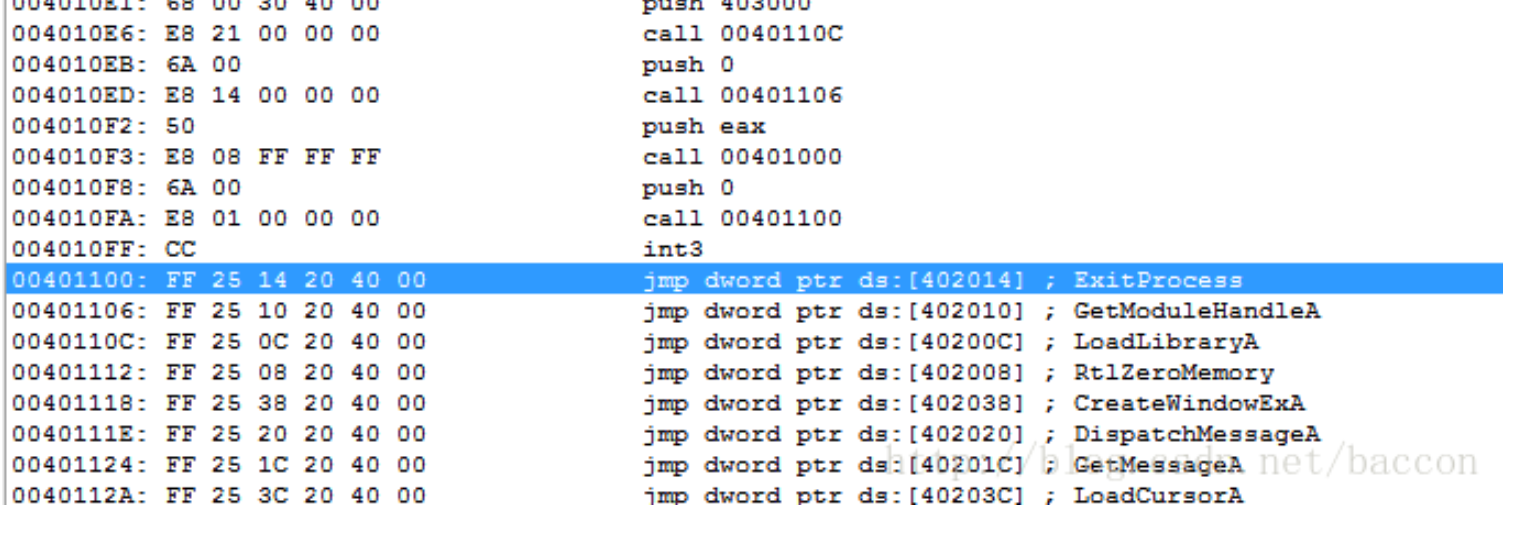 004010E1: 68 00 30 40 00 push 403000
004010E6: E8 21 00 00 00 call 0040110C
004010EB: 6A 00 push 0
004010ED: E8 14 00 00 00 call 00401106
004010F2: 50 push eax
004010F3: E8 08 FF FF FF call 00401000
004010F8: 6A 00 push 0
004010FA: E8 01 00 00 00 call 00401100
004010FF: CC int3
00401100: FF 25 14 20 40 00 jmp dword ptr ds:[402014] ; ExitProcess
00401106: FF 25 10 20 40 00 jmp dword ptr ds:[402010] ; GetModuleHandleA
0040110C: FF 25 0C 20 40 00 jmp dword ptr ds:[40200C] ; LoadLibraryA
00401112: FF 25 08 20 40 00 jmp dword ptr ds:[402008] ; RtlZeroMemory
00401118: FF 25 38 20 40 00 jmp dword ptr ds:[402038] ; CreateWindowExA
0040111E: FF 25 20 20 40 00 jmp dword ptr ds:[402020] ; DispatchMessageA
00401124: FF 25 1C 20 40 00 jmp dword ptr ds:[40201C] ; GetMessageA
http://blog.csdn.net/baccon
0040112A: FF 25 3C 20 40 00 jmp dword ptr ds:[40203C] ; LoadCursorA